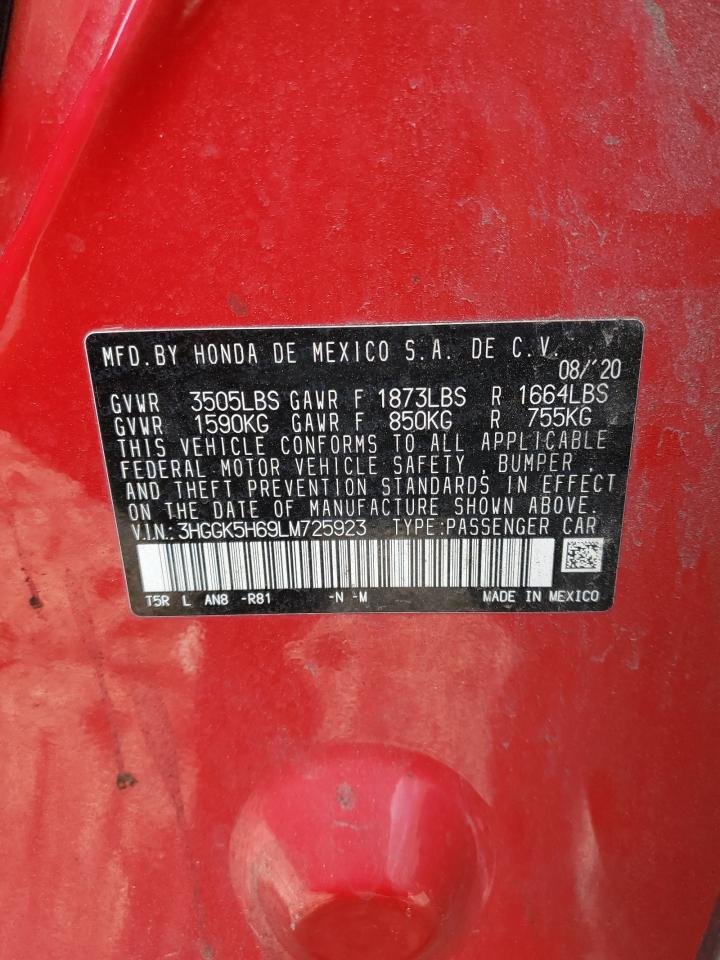 MFD.BY HONDA DE MEXICO S.A. DE C.V.
08/'20
GVWR 3505LBS GAWR F 1873LBS R 1664LBS
GVWR 1590KG GAWR F 850KG R 755KG
THIS VEHICLE CONFORMS TO ALL APPLICABLE
FEDERAL MOTOR VEHICLE SAFETY , BUMPER ,
AND THEFT PREVENTION STANDARDS IN EFFECT
ON THE DATE OF MANUFACTURE SHOWN ABOVE.
V.I.N.:3HGGK5H69LM725923 TYPE:PASSENGER CAR
T5R L AN8 -R81 -N -M MADE IN MEXICO